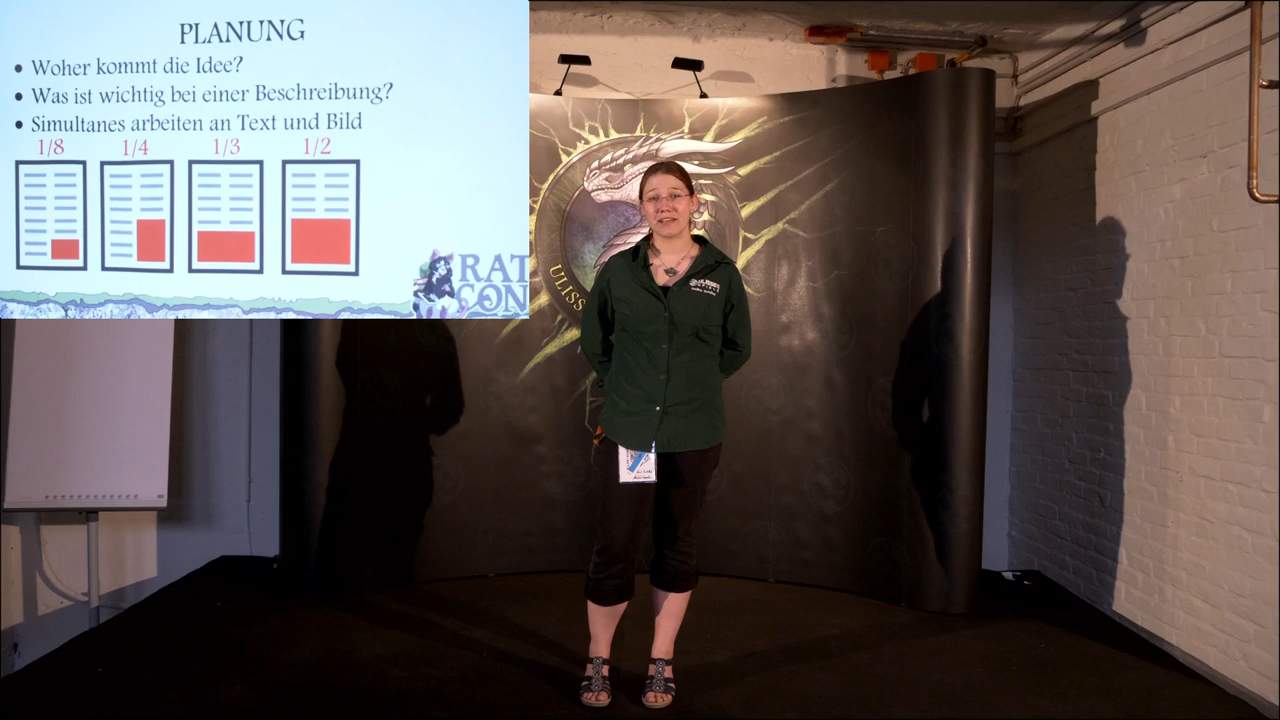 PLANUNG
• Woher kommt die Idee?
• Was ist wichtig bei einer Beschreibung?
• Simultanes arbeiten an Text und Bild
1/8 1/4 1/3 1/2
RAT
CON
ULISS